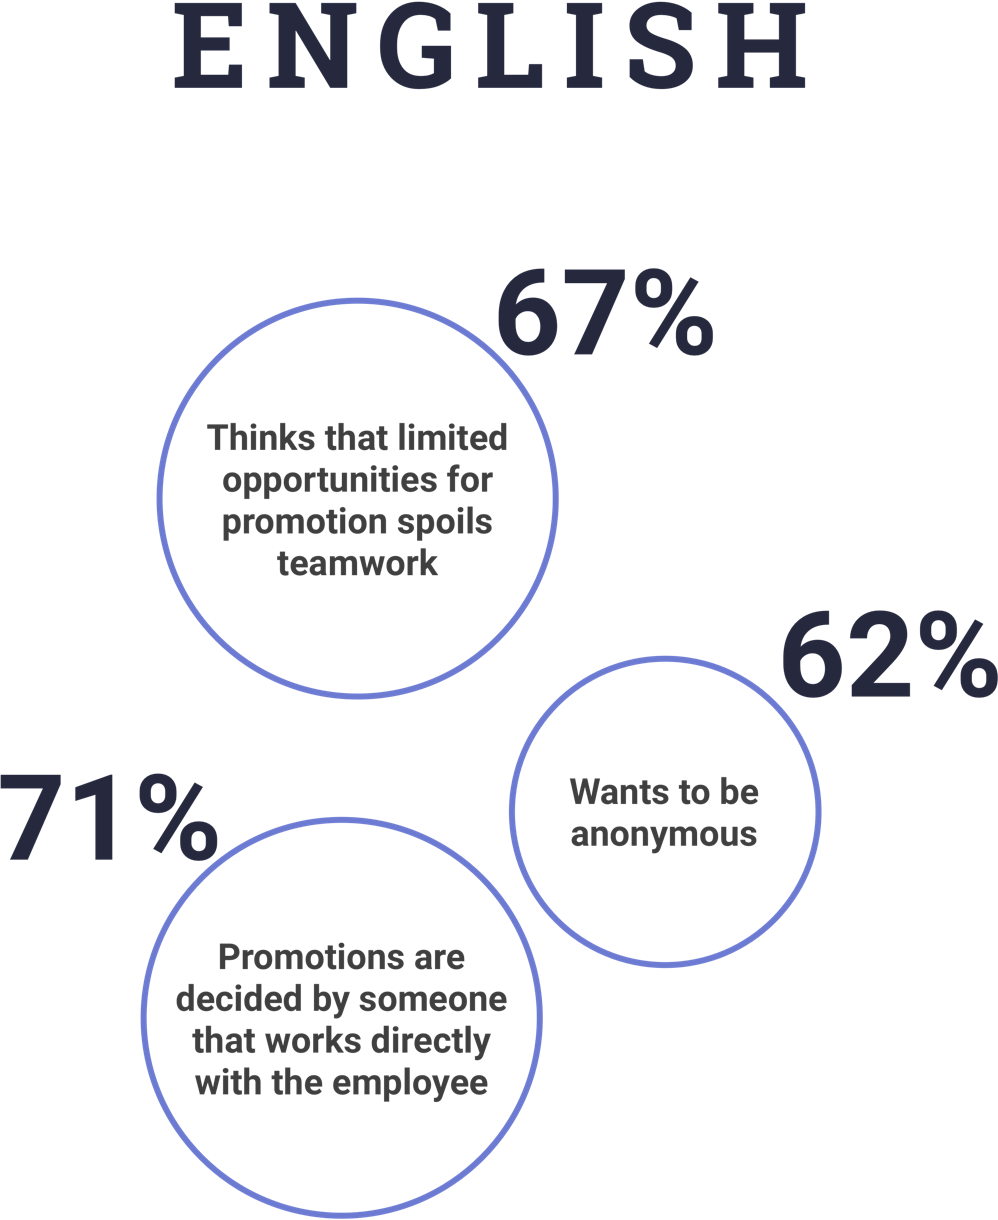 ENGLISH
67%
Thinks that limited
opportunities for
promotion spoils
teamwork
62%
Wants to be
anonymous
71%
Promotions are
decided by someone
that works directly
with the employee